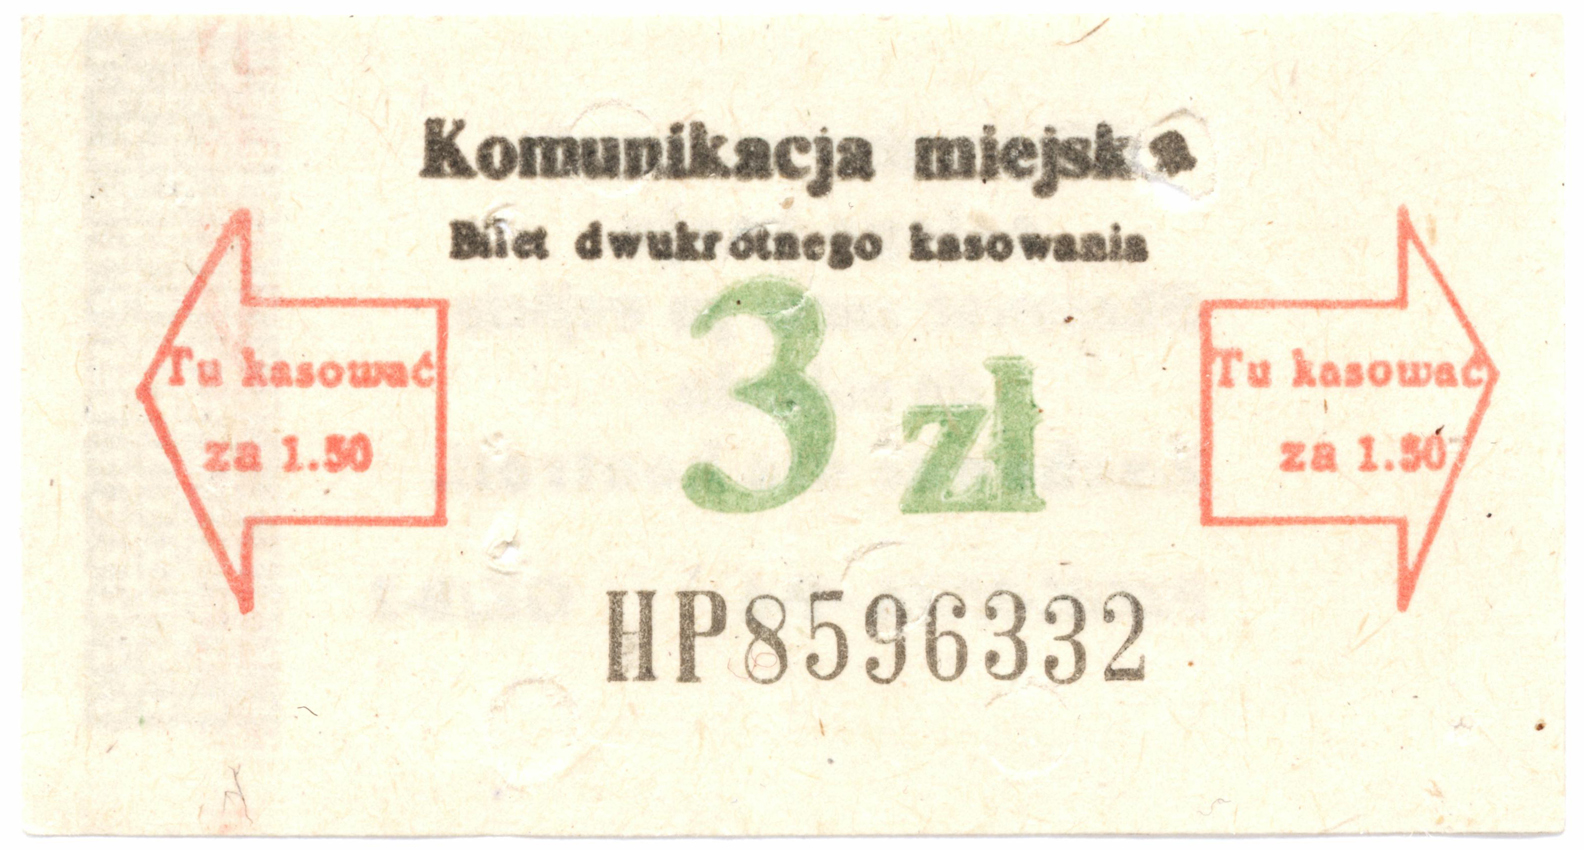 Komunikacja miejska
Bilet dwukrotnego kasowania
3 zł
Tu kasować
za 1.50
Tu kasować
za 1.50
HP8596332